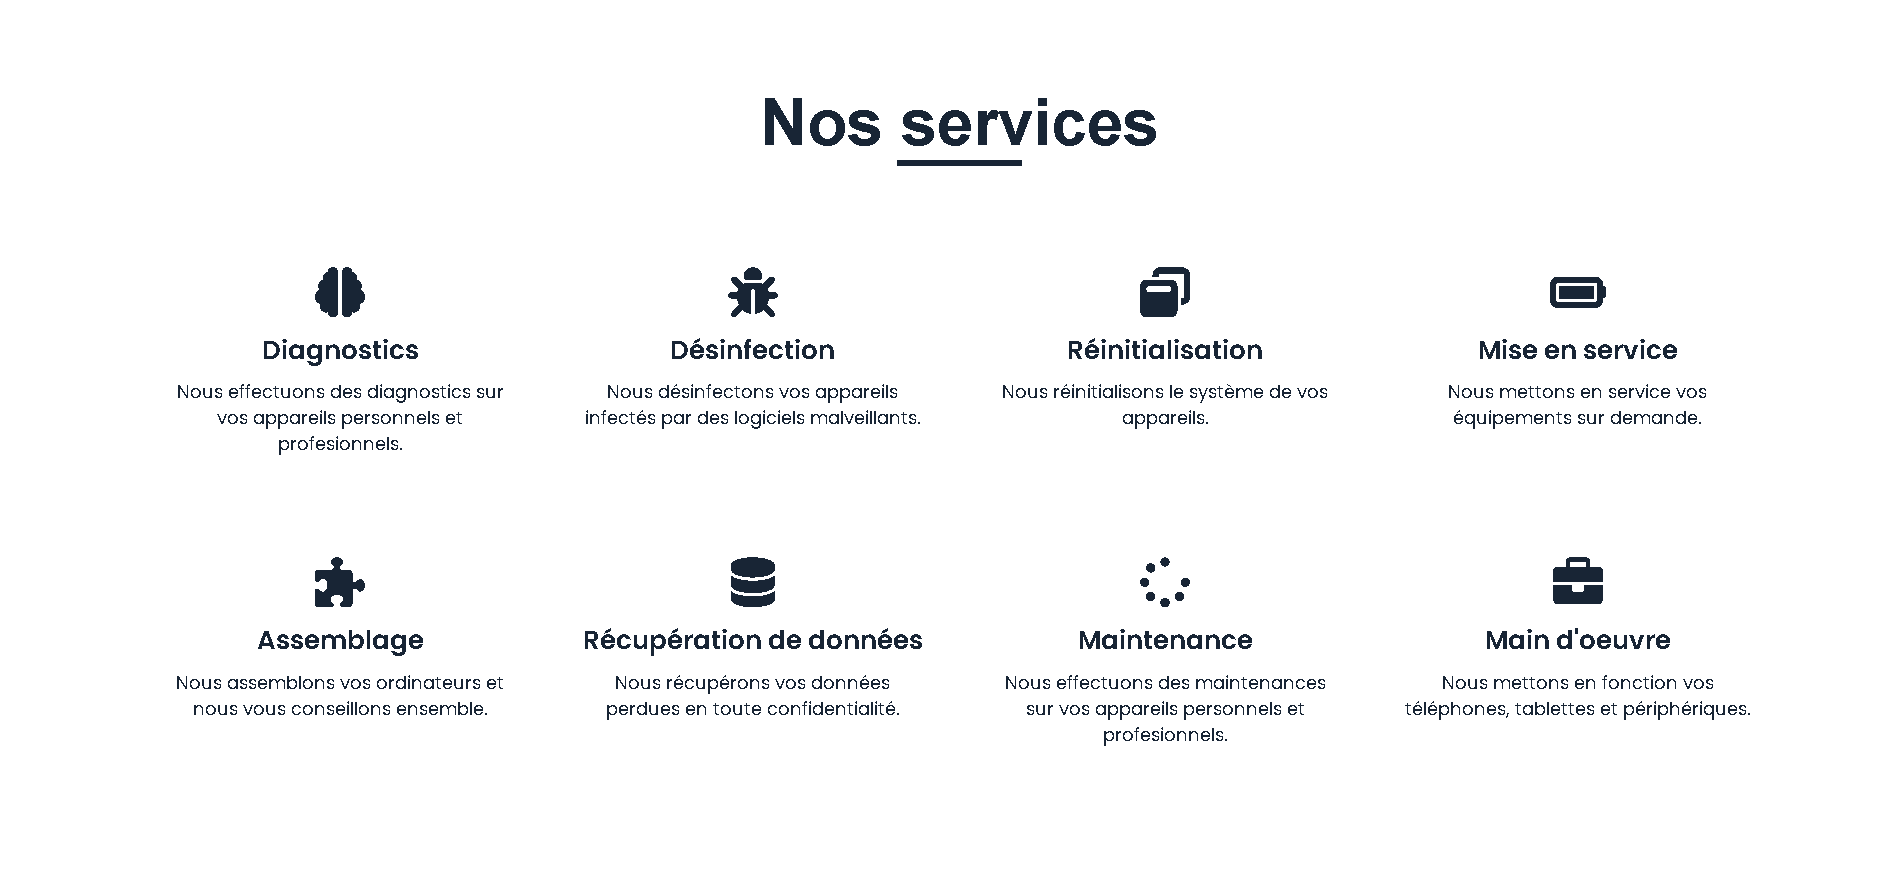 Nos services
Diagnostics
Nous effectuons des diagnostics sur
vos appareils personnels et
profesionnels.
Désinfection
Nous désinfectons vos appareils
infectés par des logiciels malveillants.
Réinitialisation
Nous réinitialisons le système de vos
appareils.
Mise en service
Nous mettons en service vos
équipements sur demande.
Assemblage
Nous assemblons vos ordinateurs et
nous vous conseillons ensemble.
Récupération de données
Nous récupérons vos données
perdues en toute confidentialité.
Maintenance
Nous effectuons des maintenances
sur vos appareils personnels et
profesionnels.
Main d'oeuvre
Nous mettons en fonction vos
téléphones, tablettes et périphériques.